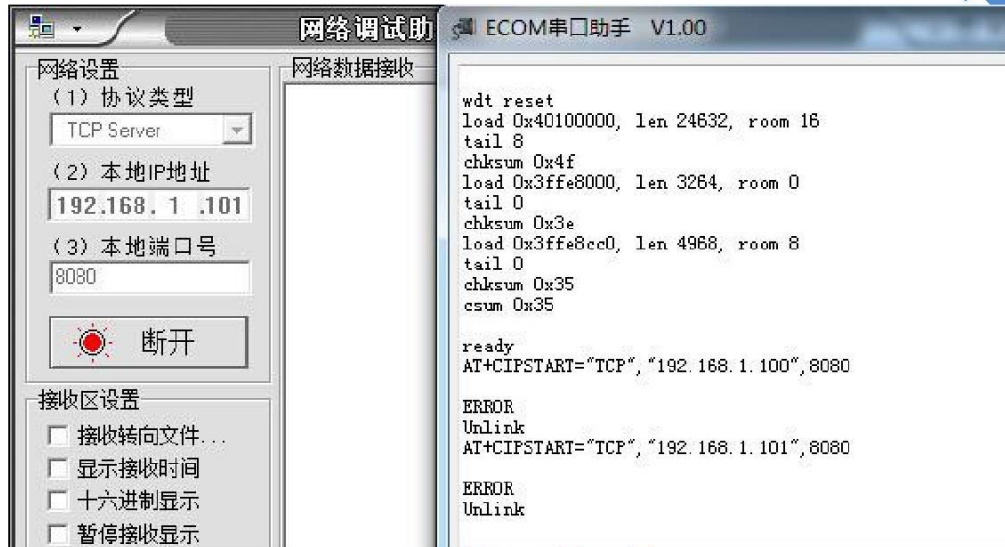 网络调试助
网络设置
(1) 协议类型
TCP Server
(2) 本地IP地址
192.168. 1 .101
(3) 本地端口号
8080
断开
接收区设置
接收转向文件...
显示接收时间
十六进制显示
暂停接收显示
网络数据接收
ECOM串口助手 V1.00
wdt reset
load 0x40100000, len 24632, room 16
tail 8
chksum 0x4f
load 0x3ffe8000, len 3264, room 0
tail 0
chksum 0x3e
load 0x3ffe8cc0, len 4968, room 8
tail 0
chksum 0x35
csum 0x35
ready
AT+CIPSTART="TCP","192.168.1.100",8080
ERROR
Unlink
AT+CIPSTART="TCP","192.168.1.101",8080
ERROR
Unlink